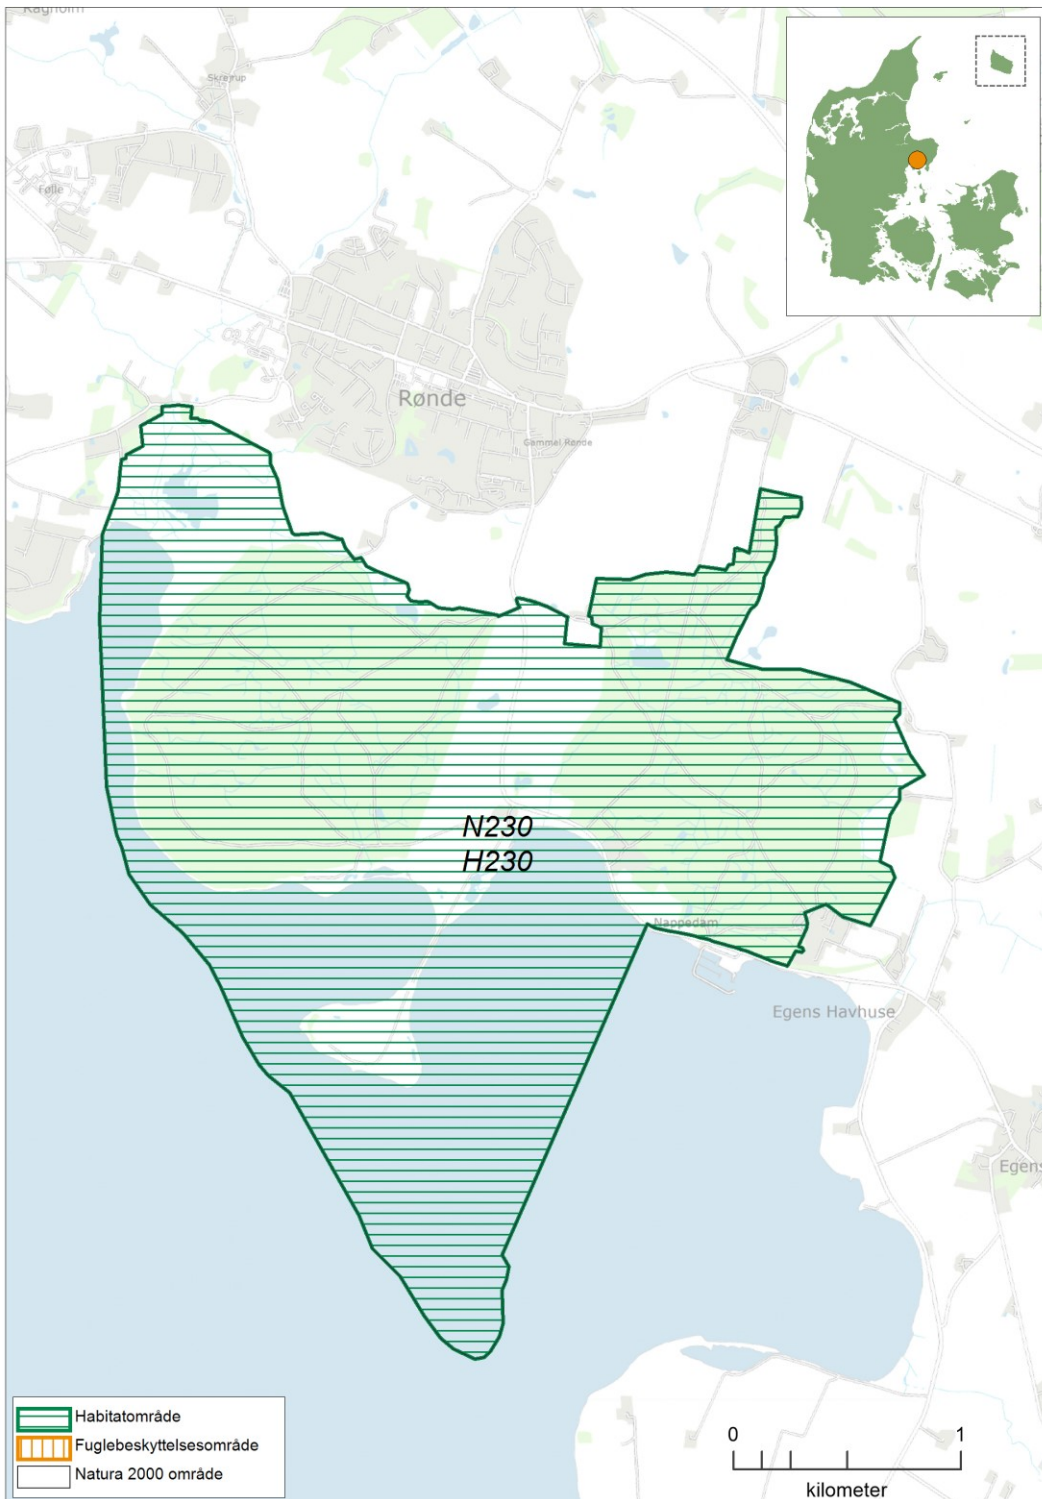 Skrejrup
Følle
Rønde
Gammel Rønde
N230
H230
Nappedam
Egens Havhuse
Egens
Habitatområde
Fuglebeskyttelsesområde
Natura 2000 område
0 1
kilometer